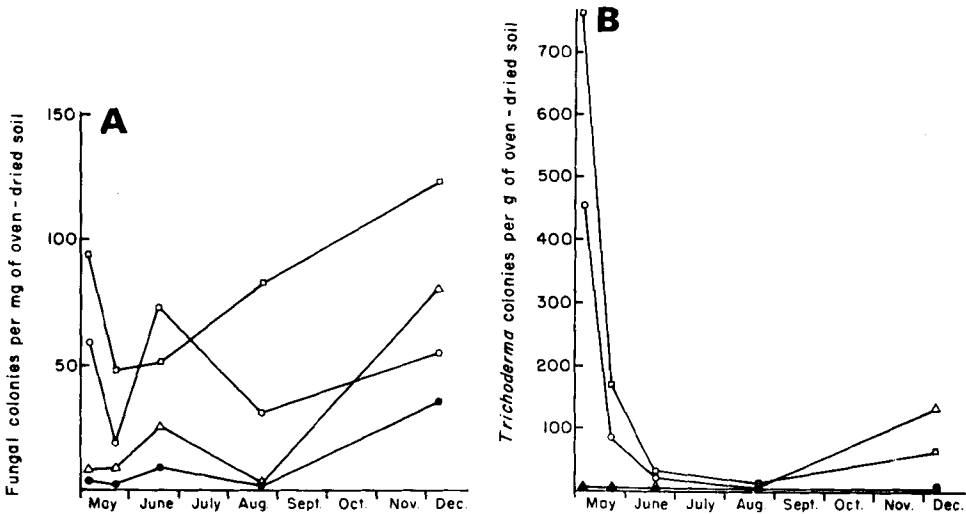 A
Fungal colonies per mg of oven-dried soil
150
100
50
May June July Aug. Sept. Oct. Nov. Dec.
B
Trichoderma colonies per g of oven-dried soil
700
600
500
400
300
200
100
May June July Aug. Sept. Oct. Nov. Dec.